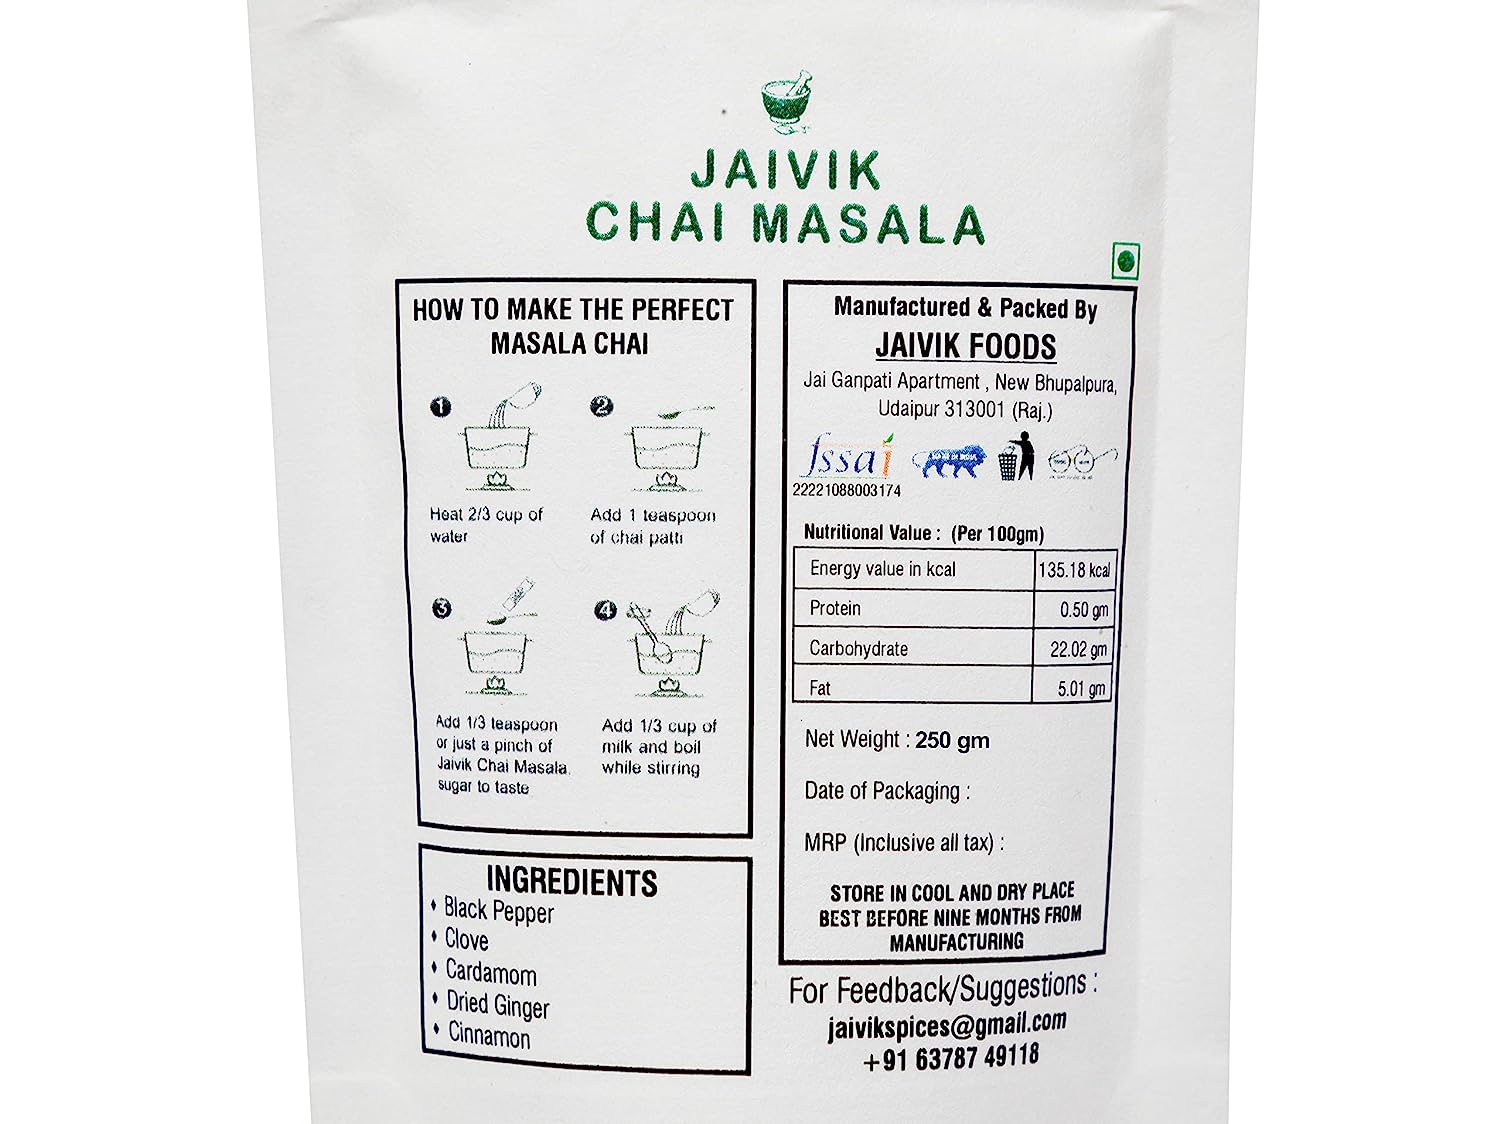 JAIVIK
CHAI MASALA
HOW TO MAKE THE PERFECT
MASALA CHAI
1
2
Heat 2/3 cup of
water
Add 1 teaspoon
of chai patti
3
4
Add 1/3 teaspoon
or just a pinch of
Jaivik Chai Masala,
sugar to taste
Add 1/3 cup of
milk and boil
while stirring
INGREDIENTS
♦ Black Pepper
♦ Clove
♦ Cardamom
♦ Dried Ginger
♦ Cinnamon
Manufactured & Packed By
JAIVIK FOODS
Jai Ganpati Apartment , New Bhupalpura,
Udaipur 313001 (Raj.)
fssai
22221088003174
Nutritional Value : (Per 100gm)
Energy value in kcal 135.18 kcal
Protein 0.50 gm
Carbohydrate 22.02 gm
Fat 5.01 gm
Net Weight : 250 gm
Date of Packaging :
MRP (Inclusive all tax) :
STORE IN COOL AND DRY PLACE
BEST BEFORE NINE MONTHS FROM
MANUFACTURING
For Feedback/Suggestions :
jaivikspices@gmail.com
+91 63787 49118